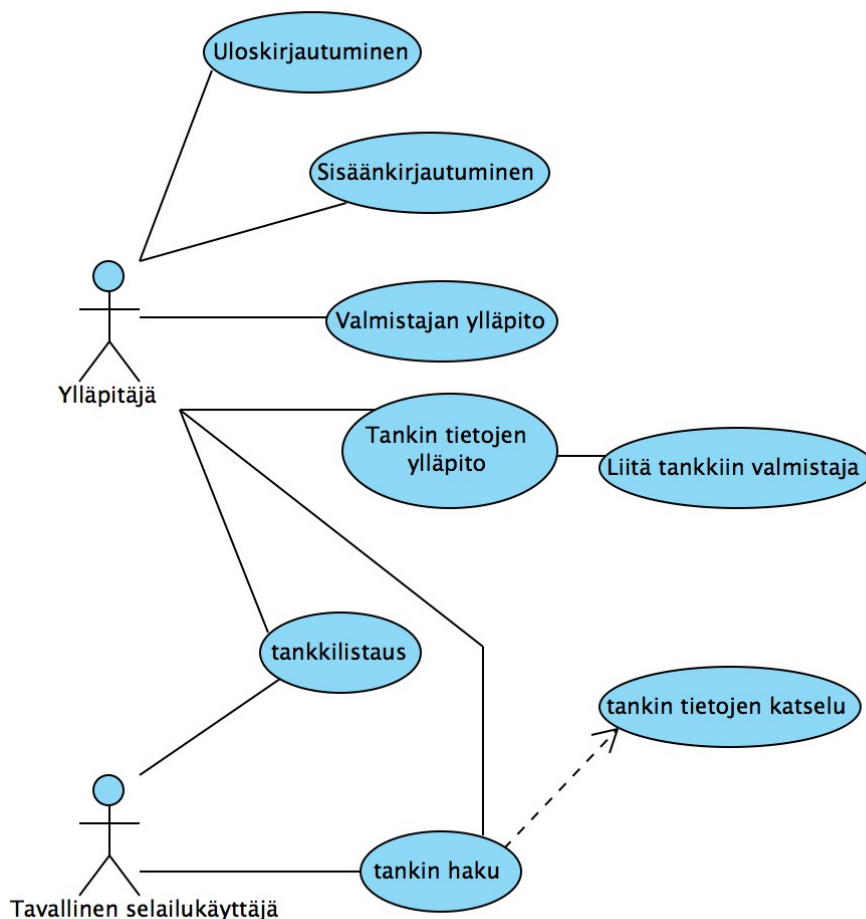 Uloskirjautuminen
Sisäänkirjautuminen
Valmistajan ylläpito
Ylläpitäjä
Tankin tietojen
ylläpito
Liitä tankkiin valmistaja
tankkilistaus
tankin tietojen katselu
tankin haku
Tavallinen selailukäyttäjä